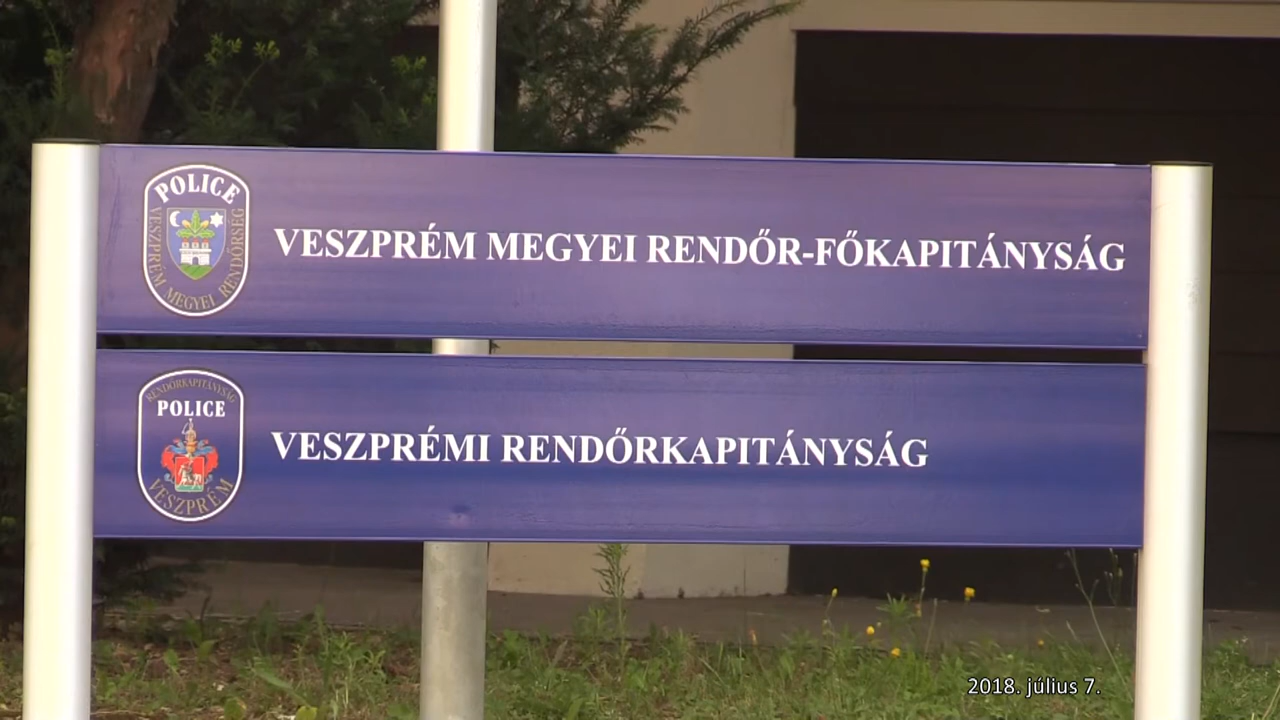 POLICE
VESZPRÉM MEGYEI RENDŐRSÉG
VESZPRÉM MEGYEI RENDŐR-FŐKAPITÁNYSÁG
RENDŐRKAPITÁNYSÁG
POLICE
VESZPRÉM
VESZPRÉMI RENDŐRKAPITÁNYSÁG
2018. július 7.